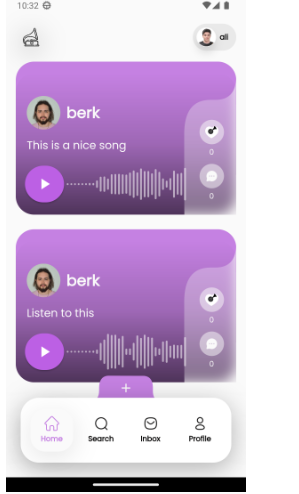 10:32
ali
berk
This is a nice song
0
0
berk
Listen to this
0
0
+
Home
Search
Inbox
Profile